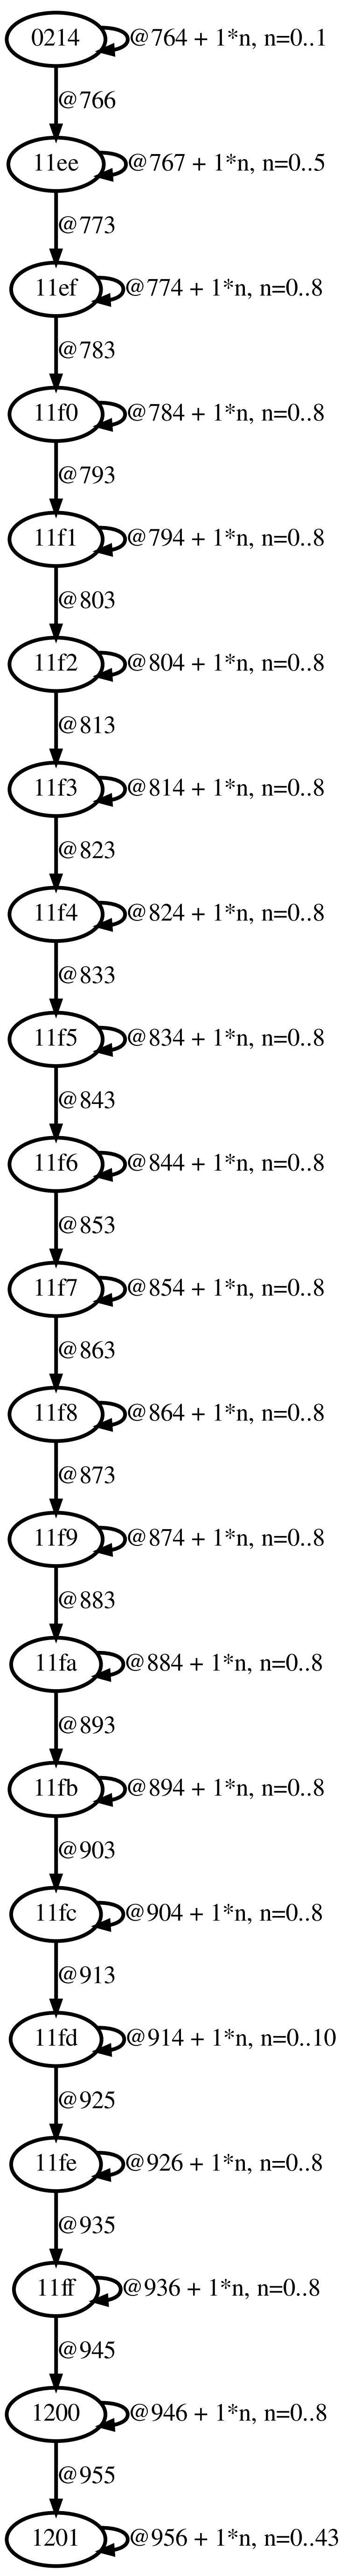 0214 @764 + 1*n, n=0..1
@766
11ee @767 + 1*n, n=0..5
@773
11ef @774 + 1*n, n=0..8
@783
11f0 @784 + 1*n, n=0..8
@793
11f1 @794 + 1*n, n=0..8
@803
11f2 @804 + 1*n, n=0..8
@813
11f3 @814 + 1*n, n=0..8
@823
11f4 @824 + 1*n, n=0..8
@833
11f5 @834 + 1*n, n=0..8
@843
11f6 @844 + 1*n, n=0..8
@853
11f7 @854 + 1*n, n=0..8
@863
11f8 @864 + 1*n, n=0..8
@873
11f9 @874 + 1*n, n=0..8
@883
11fa @884 + 1*n, n=0..8
@893
11fb @894 + 1*n, n=0..8
@903
11fc @904 + 1*n, n=0..8
@913
11fd @914 + 1*n, n=0..10
@925
11fe @926 + 1*n, n=0..8
@935
11ff @936 + 1*n, n=0..8
@945
1200 @946 + 1*n, n=0..8
@955
1201 @956 + 1*n, n=0..43